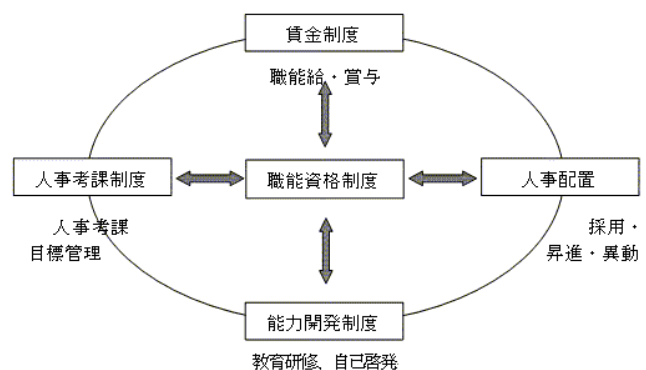 賃金制度
職能給・賞与
人事考課制度
職能資格制度
人事配置
人事考課
目標管理
採用・
昇進・異動
能力開発制度
教育研修、自己啓発